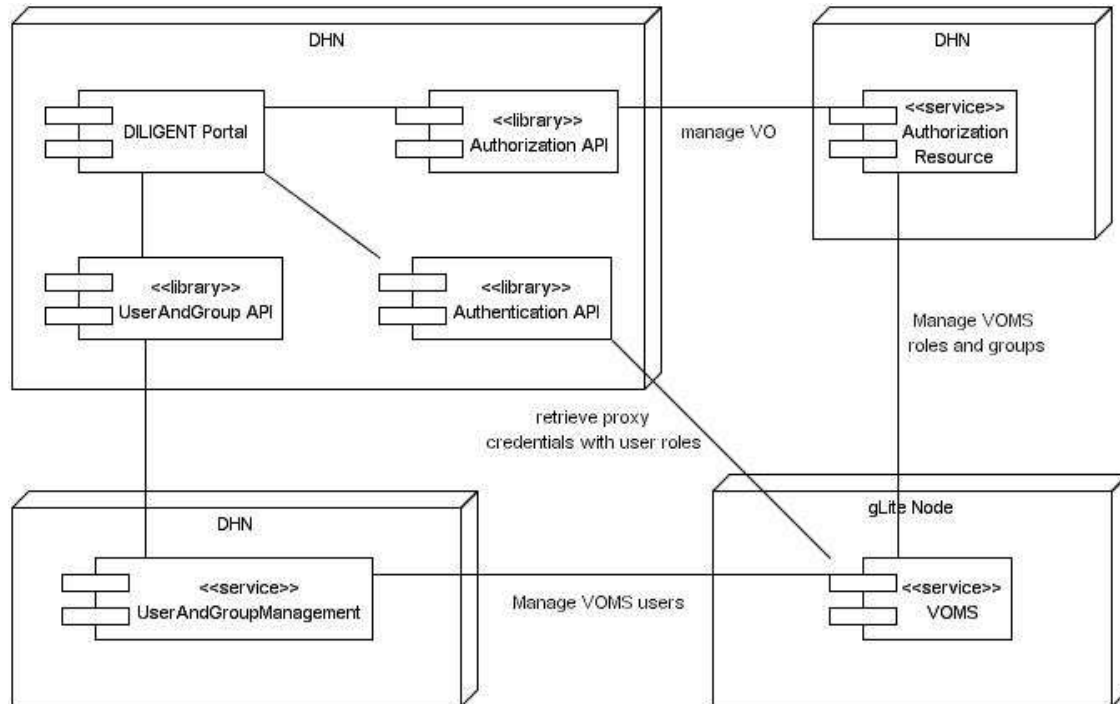 DHN
DILIGENT Portal
<<library>>
Authorization API
manage VO
DHN
<<service>>
Authorization
Resource
<<library>>
UserAndGroup API
<<library>>
Authentication API
Manage VOMS
roles and groups
retrieve proxy
credentials with user roles
DHN
<<service>>
UserAndGroupManagement
Manage VOMS users
gLite Node
<<service>>
VOMS